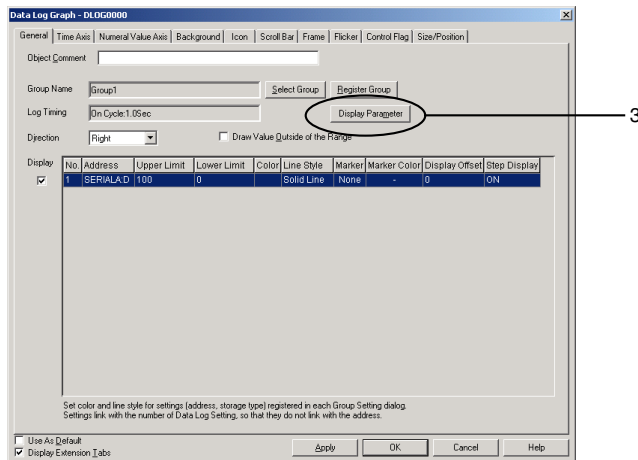 Data Log Graph - DLOG0000
General Time Axis Numeral Value Axis Background Icon Scroll Bar Frame Flicker Control Flag Size/Position
Object Comment
Group Name Group1 Select Group Register Group
Log Timing On Cycle:1.0Sec Display Parameter 3
Direction Right Draw Value Outside of the Range
Display No. Address Upper Limit Lower Limit Color Line Style Marker Marker Color Display Offset Step Display
1 SERIALA:D 100 0 Solid Line None - 0 ON
Set color and line style for settings (address, storage type) registered in each Group Setting dialog.
Settings link with the number of Data Log Setting, so that they do not link with the address.
Use As Default
Display Extension Tabs Apply OK Cancel Help